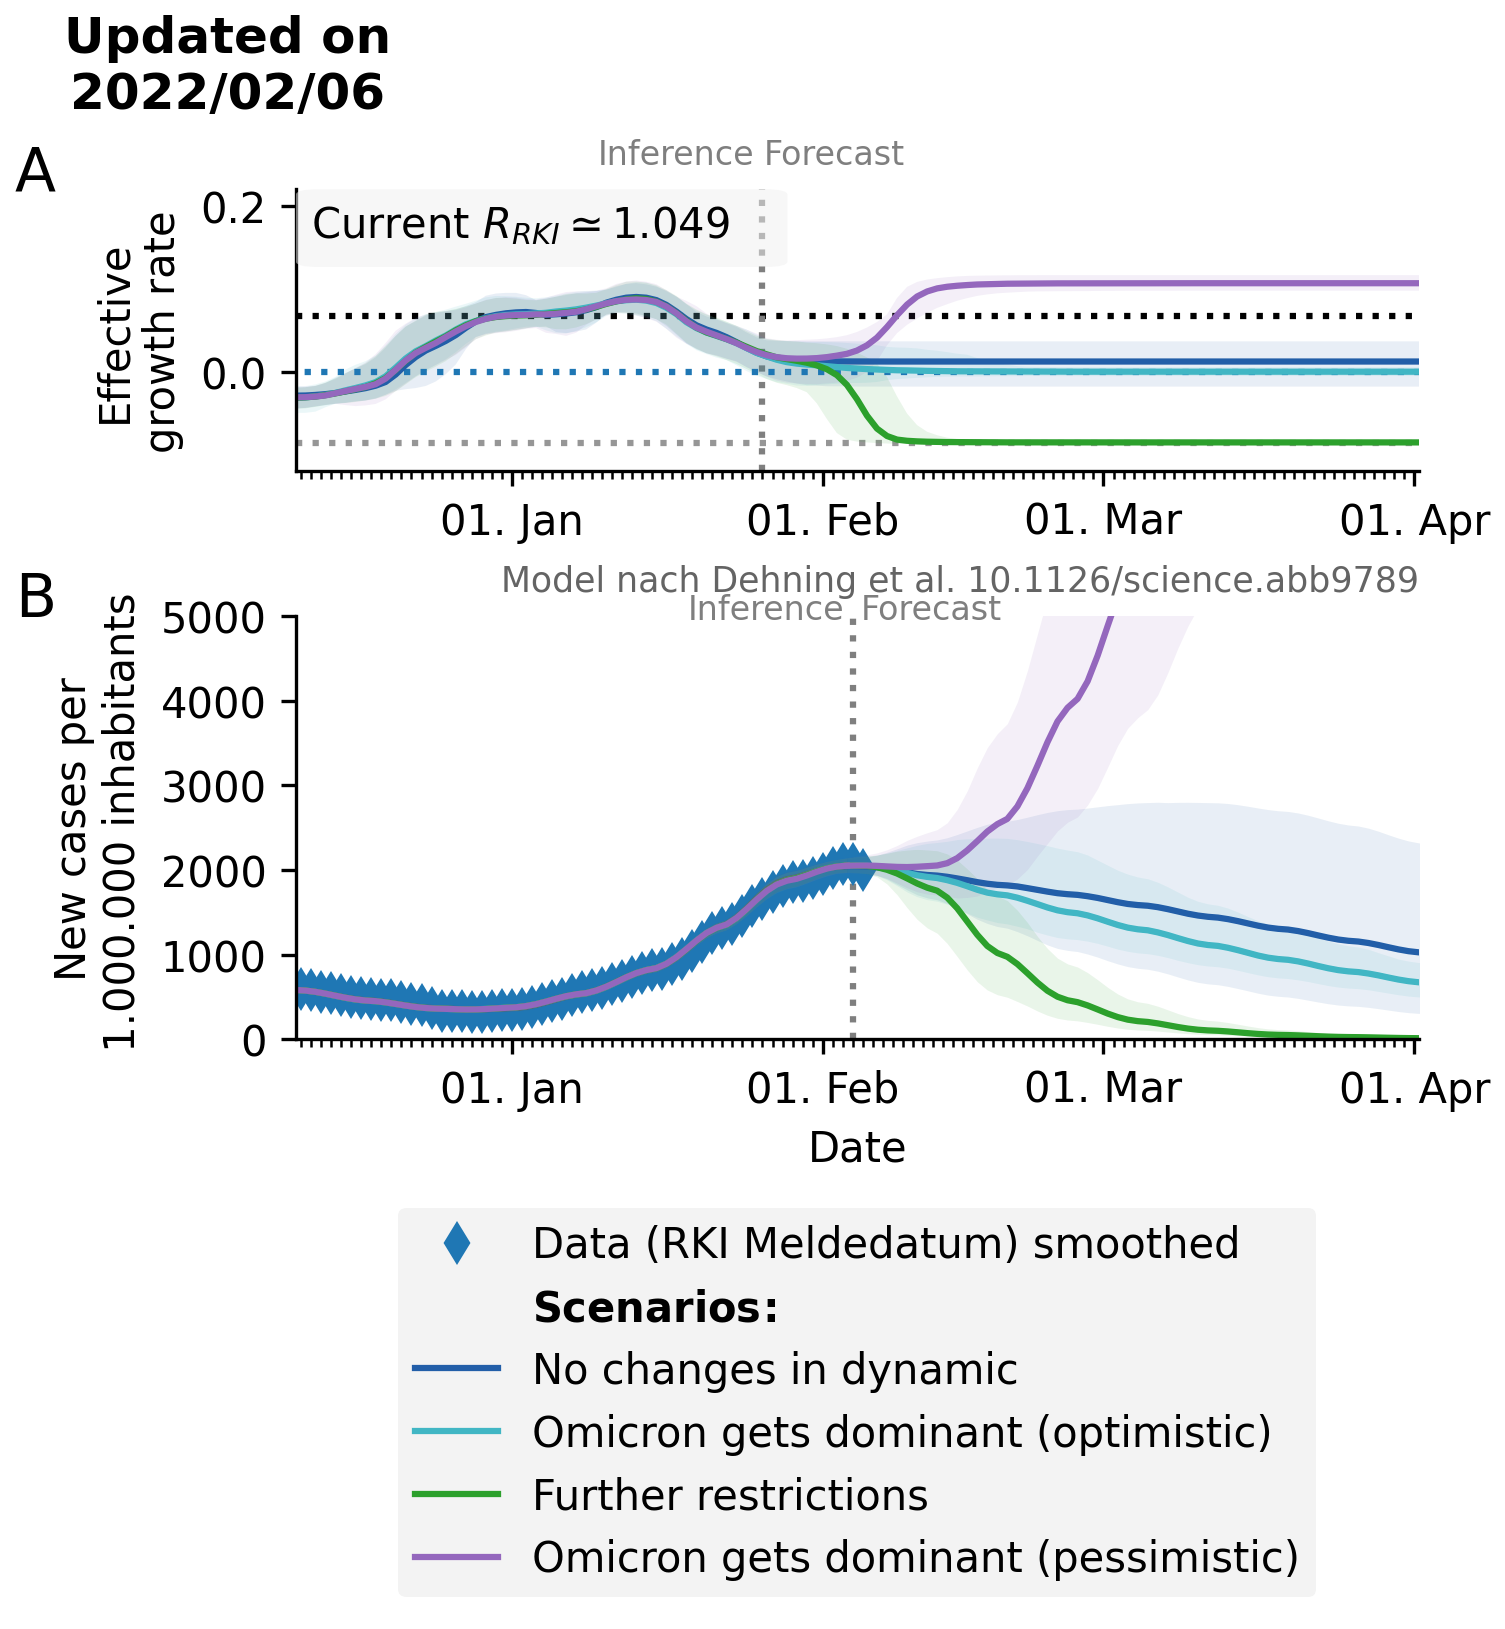 Updated on
2022/02/06
A
Inference Forecast
Current R_RKI ≃ 1.049
Effective
growth rate
0.2
0.0
01. Jan
01. Feb
01. Mar
01. Apr
Model nach Dehning et al. 10.1126/science.abb9789
B
Inference Forecast
New cases per
1.000.000 inhabitants
5000
4000
3000
2000
1000
0
01. Jan
01. Feb
01. Mar
01. Apr
Date
Data (RKI Meldedatum) smoothed
Scenarios:
No changes in dynamic
Omicron gets dominant (optimistic)
Further restrictions
Omicron gets dominant (pessimistic)